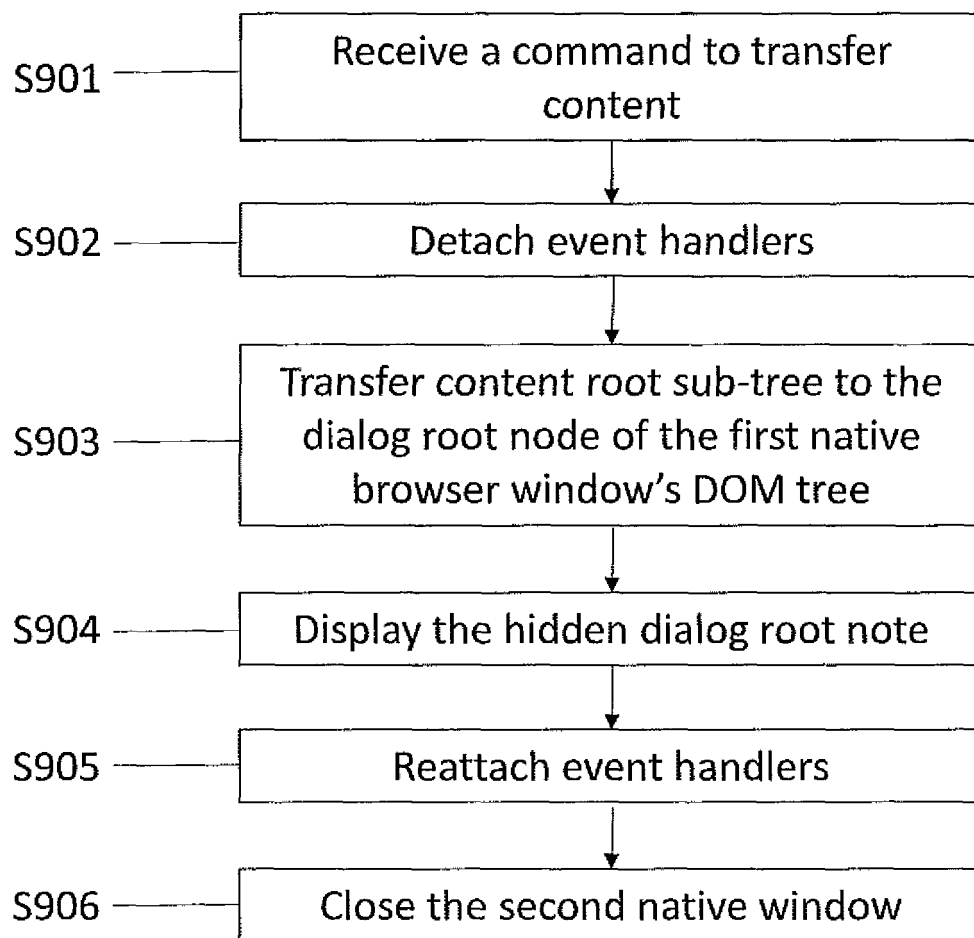 S901
Receive a command to transfer
content
S902
Detach event handlers
S903
Transfer content root sub-tree to the
dialog root node of the first native
browser window's DOM tree
S904
Display the hidden dialog root note
S905
Reattach event handlers
S906
Close the second native window